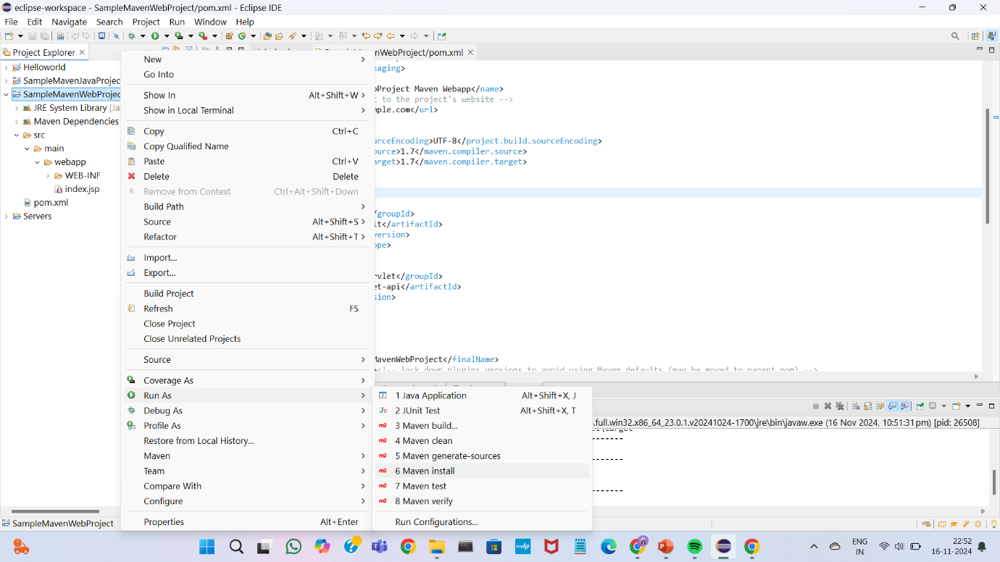 eclipse-workspace - SampleMavenWebProject/pom.xml - Eclipse IDE
File Edit Navigate Search Project Run Window Help
Project Explorer
Helloworld
SampleMavenJavaProjec
SampleMavenWebProjec
JRE System Library [Ja
Maven Dependencies
src
main
webapp
WEB-INF
index.jsp
pom.xml
Servers
New
Go Into
Show In Alt+Shift+W
Show in Local Terminal
Copy Ctrl+C
Copy Qualified Name
Paste Ctrl+V
Delete Delete
Remove from Context Ctrl+Alt+Shift+Down
Build Path
Source Alt+Shift+S
Refactor Alt+Shift+T
Import...
Export...
Build Project
Refresh F5
Close Project
Close Unrelated Projects
Source
Coverage As
Run As
Debug As
Profile As
Restore from Local History...
Maven
Team
Compare With
Configure
Properties Alt+Enter
1 Java Application Alt+Shift+X, J
2 JUnit Test Alt+Shift+X, T
3 Maven build...
4 Maven clean
5 Maven generate-sources
6 Maven install
7 Maven test
8 Maven verify
Run Configurations...
nWebProject/pom.xml
kaging>
oProject Maven Webapp</name>
t to the project's website -->
mple.com</url>
urceEncoding>UTF-8</project.build.sourceEncoding>
ource>1.7</maven.compiler.source>
arget>1.7</maven.compiler.target>
/groupId>
it</artifactId>
version>
ope>
rvlet</groupId>
et-api</artifactId>
sion>
MavenWebProject</finalName>
><!-- lock down plugins versions to avoid using Maven defaults (may be moved to parent pom) -->
.full.win32.x86_64_23.0.1.v20241024-1700\jre\bin\javaw.exe (16 Nov 2024, 10:51:31 pm) [pid: 26508]
------
------
------
SampleMavenWebProject
ENG
IN
22:52
16-11-2024